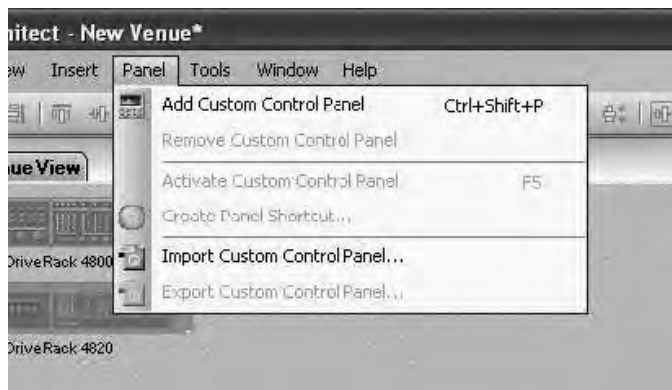 hitect - New Venue*
ew Insert Panel Tools Window Help
Add Custom Control Panel Ctrl+Shift+P
Remove Custom Control Panel
ue View
Activate Custom Control Panel F5
Create Panel Shortcut...
DriveRack 4800
Import Custom Control Panel...
Export Custom Control Panel...
DriveRack 4820